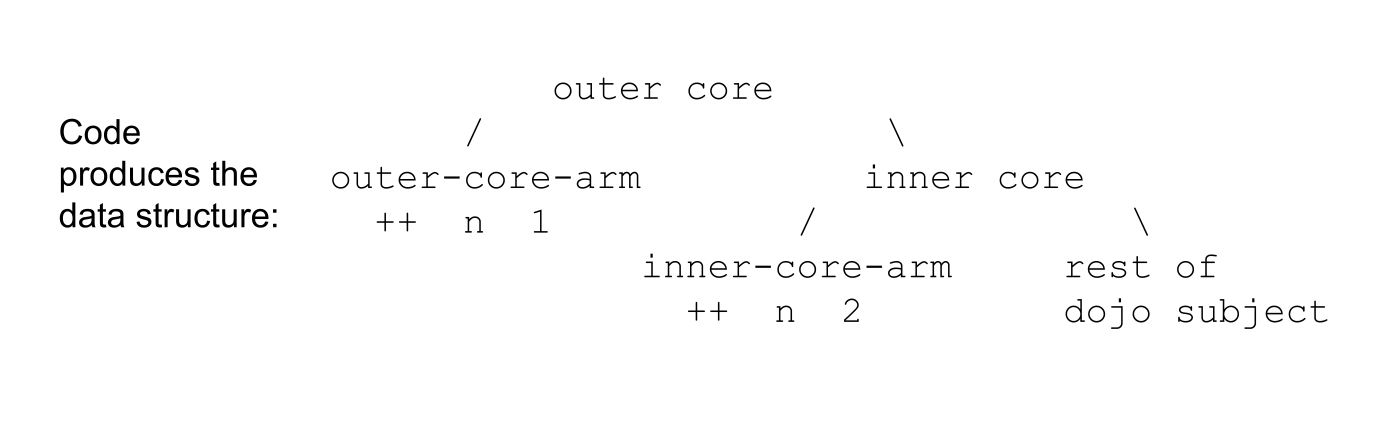 outer core
Code
produces the
data structure:
/ \
outer-core-arm inner core
++ n 1
/ \
inner-core-arm rest of
++ n 2 dojo subject